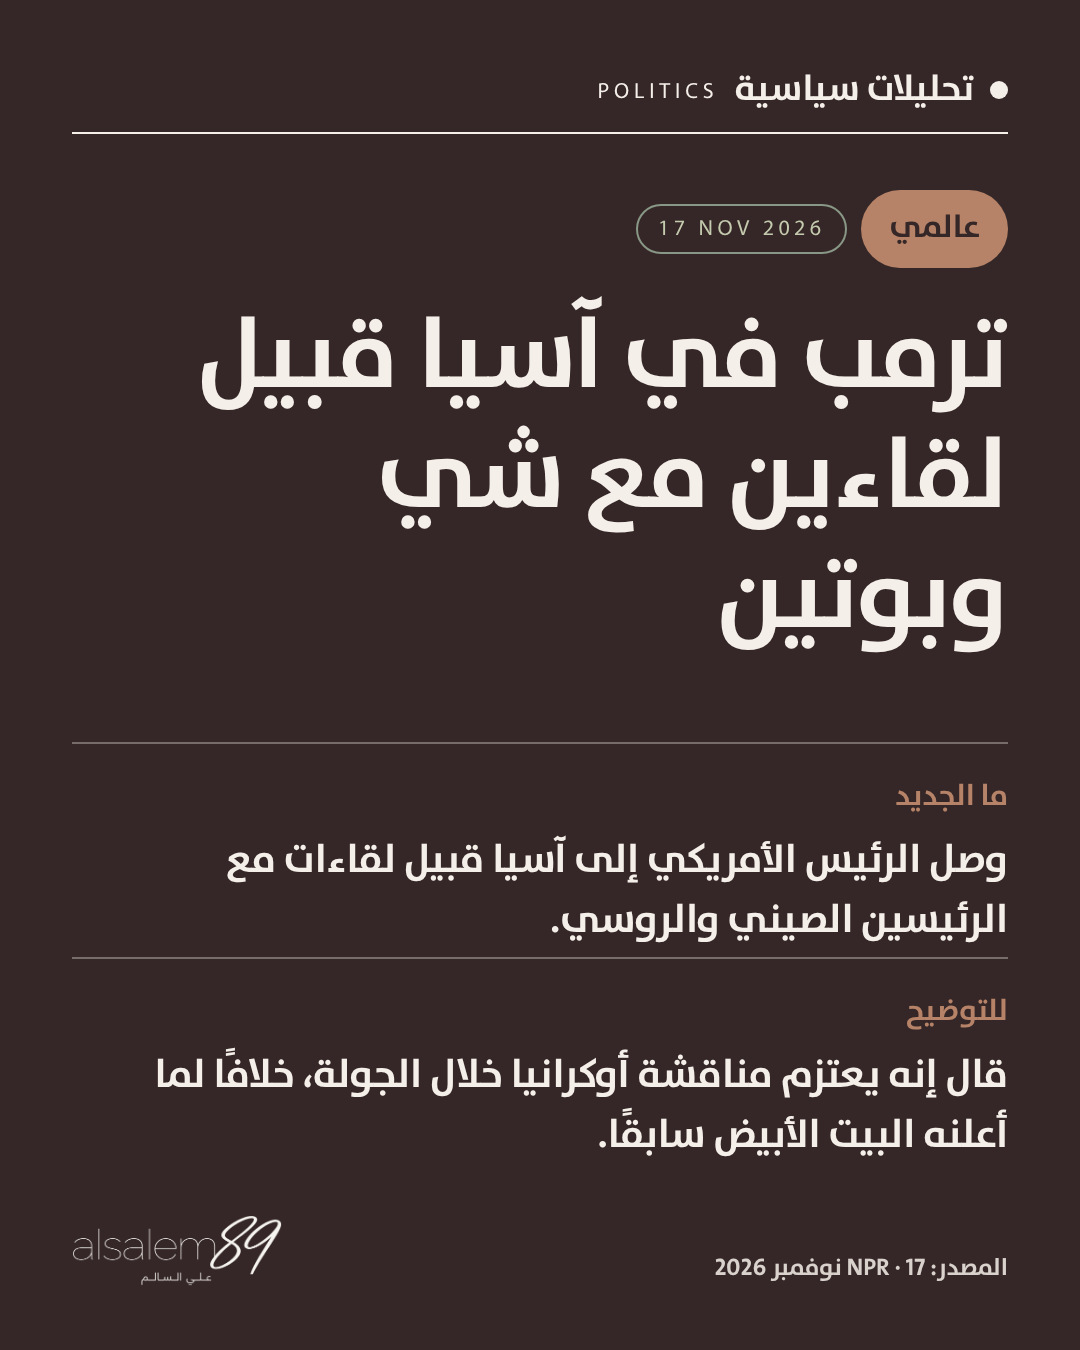 تحليلات سياسية POLITICS
عالمي 17 NOV 2026
ترمب في آسيا قبيل
لقاءين مع شي
وبوتين
ما الجديد
وصل الرئيس الأمريكي إلى آسيا قبيل لقاءات مع
الرئيسين الصيني والروسي.
للتوضيح
قال إنه يعتزم مناقشة أوكرانيا خلال الجولة، خلافًا لما
أعلنه البيت الأبيض سابقًا.
المصدر: NPR · 17 نوفمبر 2026
alsalem89
علي السالم